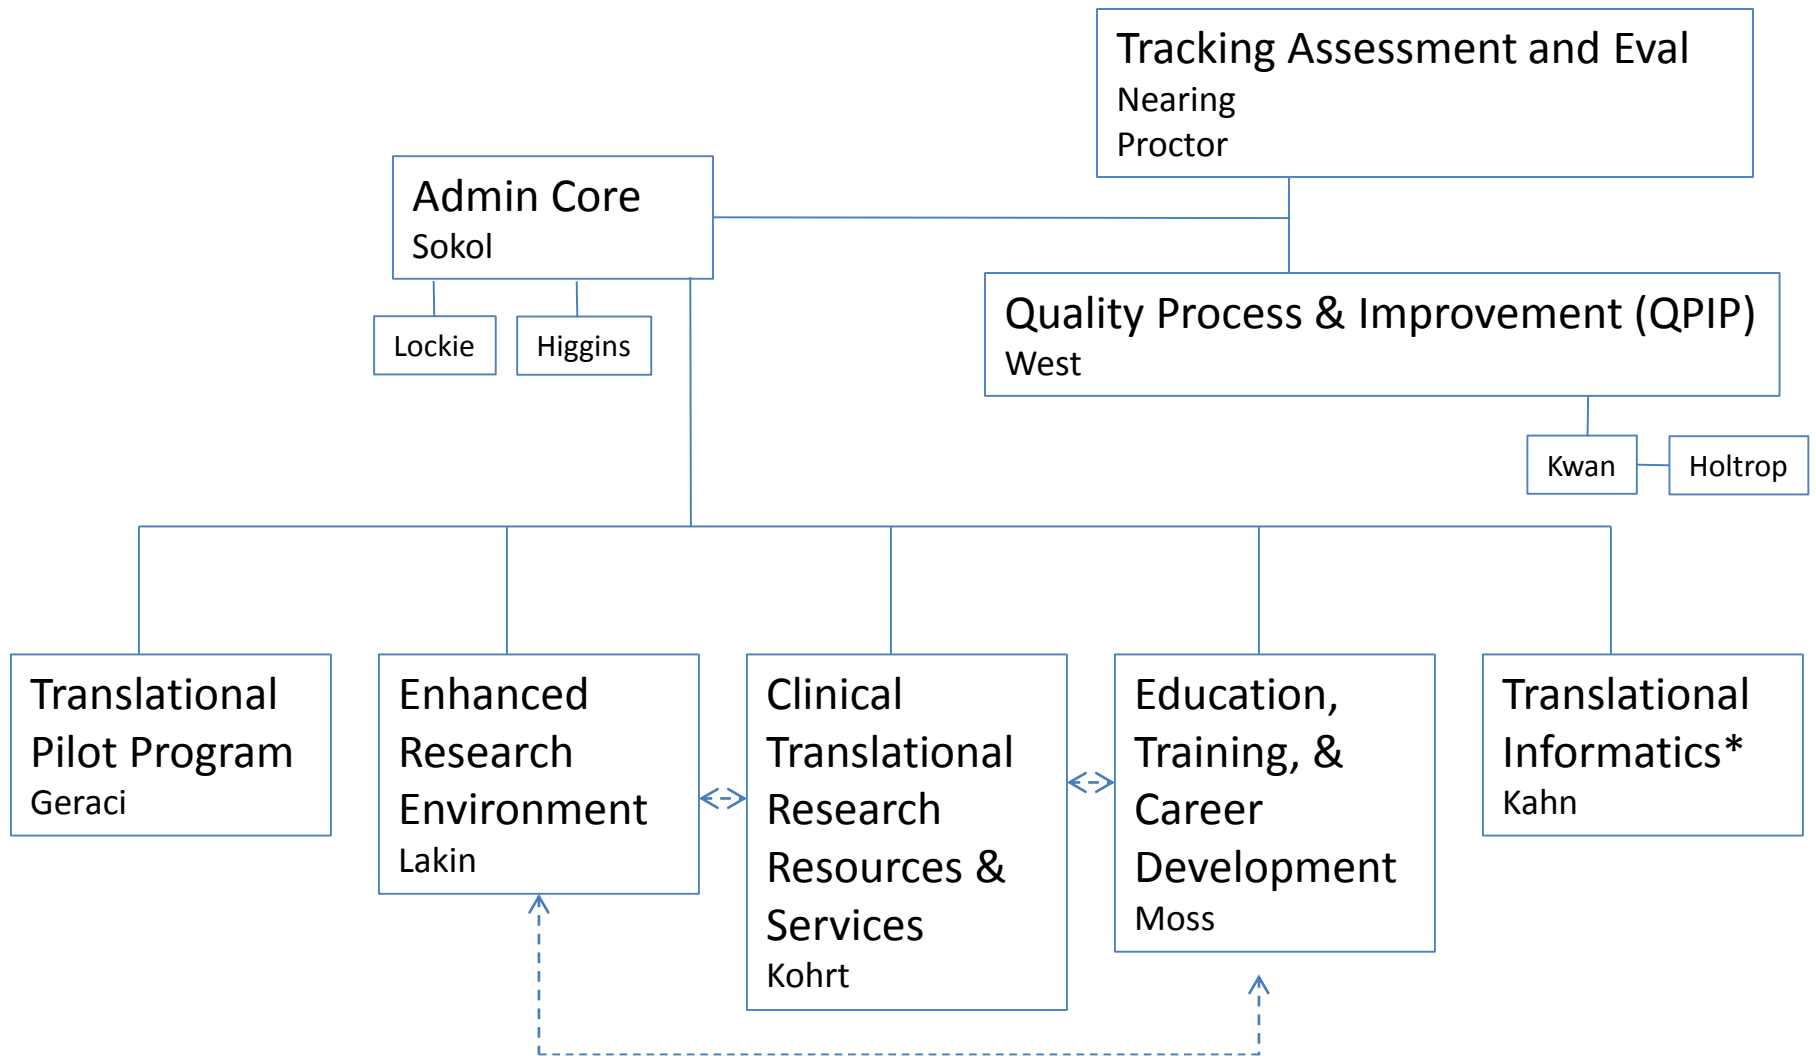 Tracking Assessment and Eval
Nearing
Proctor
Admin Core
Sokol
Lockie
Higgins
Quality Process & Improvement (QPIP)
West
Kwan
Holtrop
Translational
Pilot Program
Geraci
Enhanced
Research
Environment
Lakin
Clinical
Translational
Research
Resources &
Services
Kohrt
Education,
Training, &
Career
Development
Moss
Translational
Informatics*
Kahn